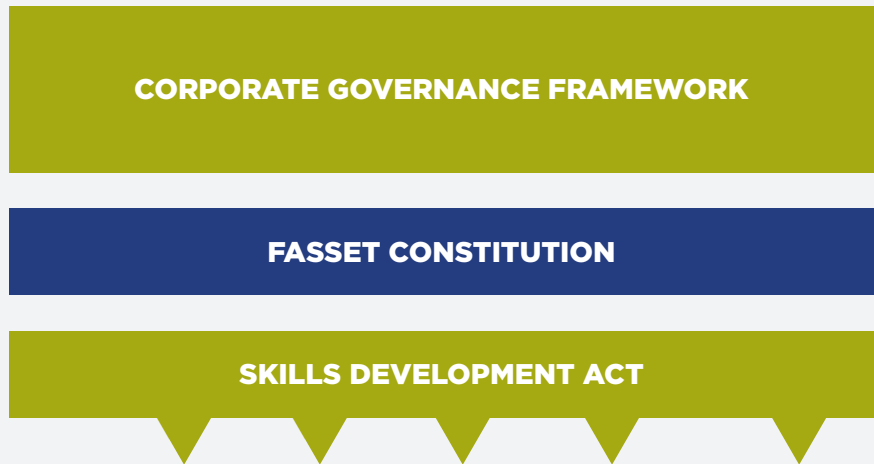 CORPORATE GOVERNANCE FRAMEWORK
FASSET CONSTITUTION
SKILLS DEVELOPMENT ACT